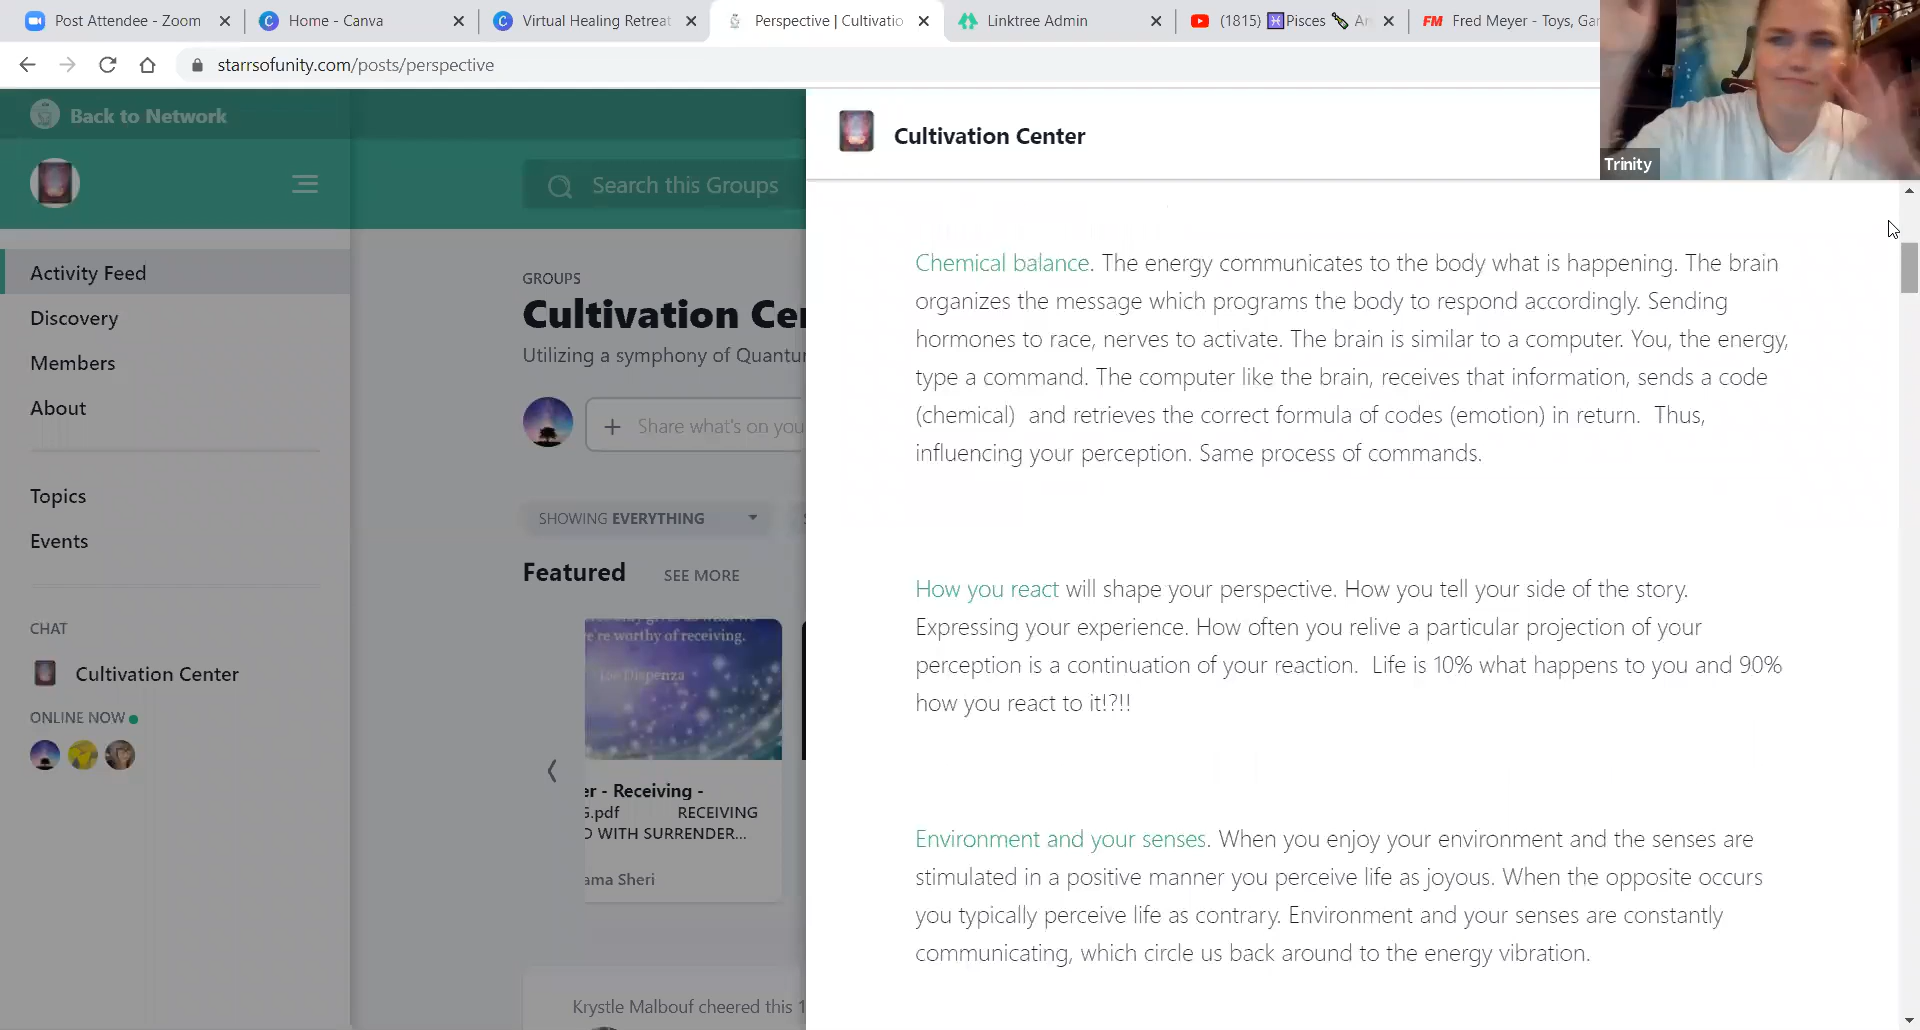 Post Attendee - Zoom
Home - Canva
Virtual Healing Retreat
Perspective | Cultivatio
Linktree Admin
(1815) ♓Pisces 🍾 A
FM Fred Meyer - Toys, Gar
starrsofunity.com/posts/perspective
Trinity
Back to Network
Search this Groups
Activity Feed
Discovery
Members
About
Topics
Events
CHAT
Cultivation Center
ONLINE NOW
GROUPS
Cultivation Cen
Utilizing a symphony of Quantu
Share what's on you
SHOWING EVERYTHING
Featured SEE MORE
're worthy of receiving.
Joe Dispenza
er - Receiving -
G.pdf RECEIVING
D WITH SURRENDER...
ama Sheri
Krystle Malbouf cheered this 1
Cultivation Center
Chemical balance. The energy communicates to the body what is happening. The brain
organizes the message which programs the body to respond accordingly. Sending
hormones to race, nerves to activate. The brain is similar to a computer. You, the energy,
type a command. The computer like the brain, receives that information, sends a code
(chemical)  and retrieves the correct formula of codes (emotion) in return.  Thus,
influencing your perception. Same process of commands.
How you react will shape your perspective. How you tell your side of the story.
Expressing your experience. How often you relive a particular projection of your
perception is a continuation of your reaction.  Life is 10% what happens to you and 90%
how you react to it!?!!
Environment and your senses. When you enjoy your environment and the senses are
stimulated in a positive manner you perceive life as joyous. When the opposite occurs
you typically perceive life as contrary. Environment and your senses are constantly
communicating, which circle us back around to the energy vibration.